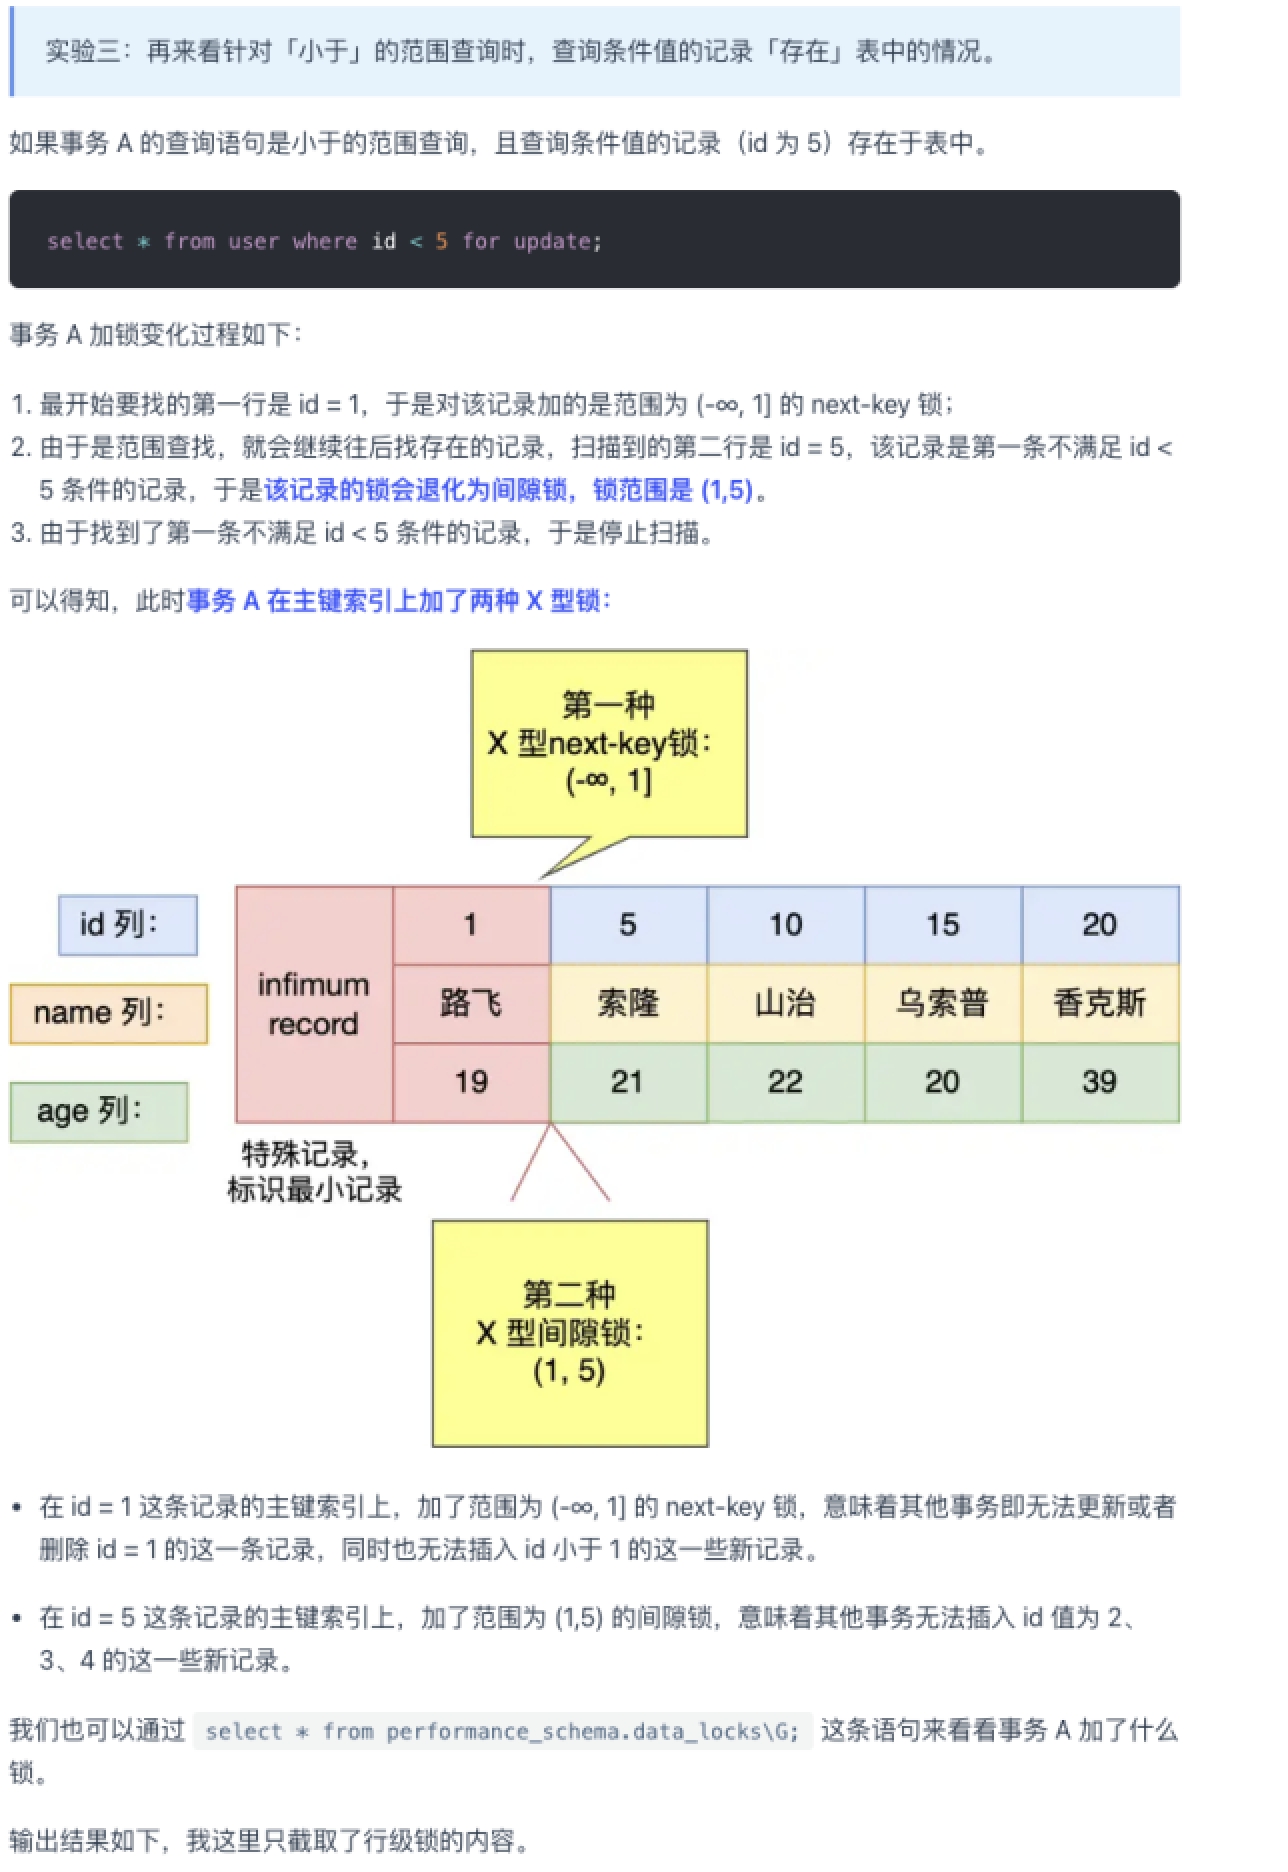 实验三：再来看针对「小于」的范围查询时，查询条件值的记录「存在」表中的情况。
如果事务 A 的查询语句是小于的范围查询，且查询条件值的记录（id 为 5）存在于表中。
select * from user where id < 5 for update;
事务 A 加锁变化过程如下：
1. 最开始要找的第一行是 id = 1，于是对该记录加的是范围为 (-∞, 1] 的 next-key 锁；
2. 由于是范围查找，就会继续往后找存在的记录，扫描到的第二行是 id = 5，该记录是第一条不满足 id <
5 条件的记录，于是该记录的锁会退化为间隙锁，锁范围是 (1,5)。
3. 由于找到了第一条不满足 id < 5 条件的记录，于是停止扫描。
可以得知，此时事务 A 在主键索引上加了两种 X 型锁：
第一种
X 型next-key锁：
(-∞, 1]
id 列：
1 5 10 15 20
infimum
record
name 列：
路飞 索隆 山治 乌索普 香克斯
age 列：
19 21 22 20 39
特殊记录，
标识最小记录
第二种
X 型间隙锁：
(1, 5)
• 在 id = 1 这条记录的主键索引上，加了范围为 (-∞, 1] 的 next-key 锁，意味着其他事务即无法更新或者
删除 id = 1 的这一条记录，同时也无法插入 id 小于 1 的这一些新记录。
• 在 id = 5 这条记录的主键索引上，加了范围为 (1,5) 的间隙锁，意味着其他事务无法插入 id 值为 2、
3、4 的这一些新记录。
我们也可以通过 select * from performance_schema.data_locks\G; 这条语句来看看事务 A 加了什么
锁。
输出结果如下，我这里只截取了行级锁的内容。